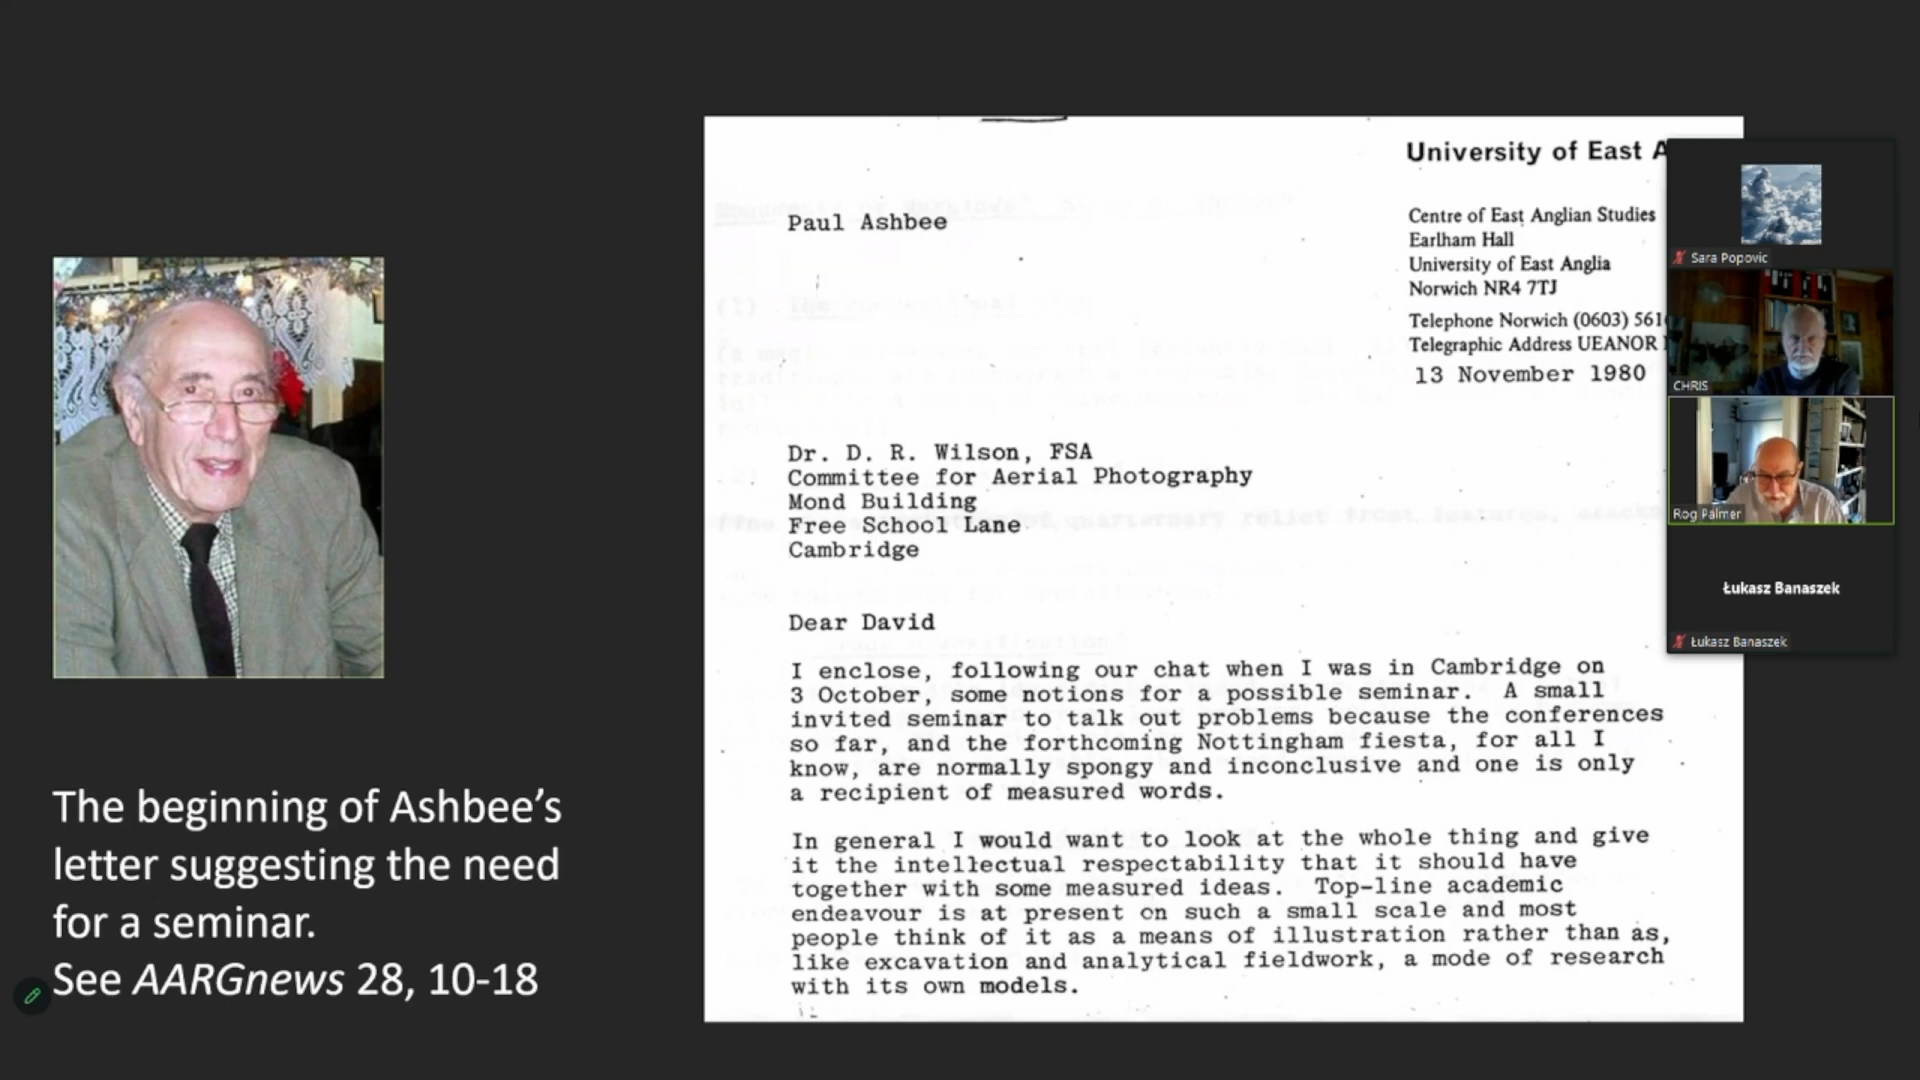 University of East A
Paul Ashbee
Centre of East Anglian Studies
Earlham Hall
University of East Anglia
Norwich NR4 7TJ
Telephone Norwich (0603) 561
Telegraphic Address UEANOR
13 November 1980
Dr. D. R. Wilson, FSA
Committee for Aerial Photography
Mond Building
Free School Lane
Cambridge
Dear David
I enclose, following our chat when I was in Cambridge on
3 October, some notions for a possible seminar. A small
invited seminar to talk out problems because the conferences
so far, and the forthcoming Nottingham fiesta, for all I
know, are normally spongy and inconclusive and one is only
a recipient of measured words.
In general I would want to look at the whole thing and give
it the intellectual respectability that it should have
together with some measured ideas. Top-line academic
endeavour is at present on such a small scale and most
people think of it as a means of illustration rather than as,
like excavation and analytical fieldwork, a mode of research
with its own models.
The beginning of Ashbee’s
letter suggesting the need
for a seminar.
See AARGnews 28, 10-18
Sara Popovic
CHRIS
Rog Palmer
Łukasz Banaszek
Łukasz Banaszek